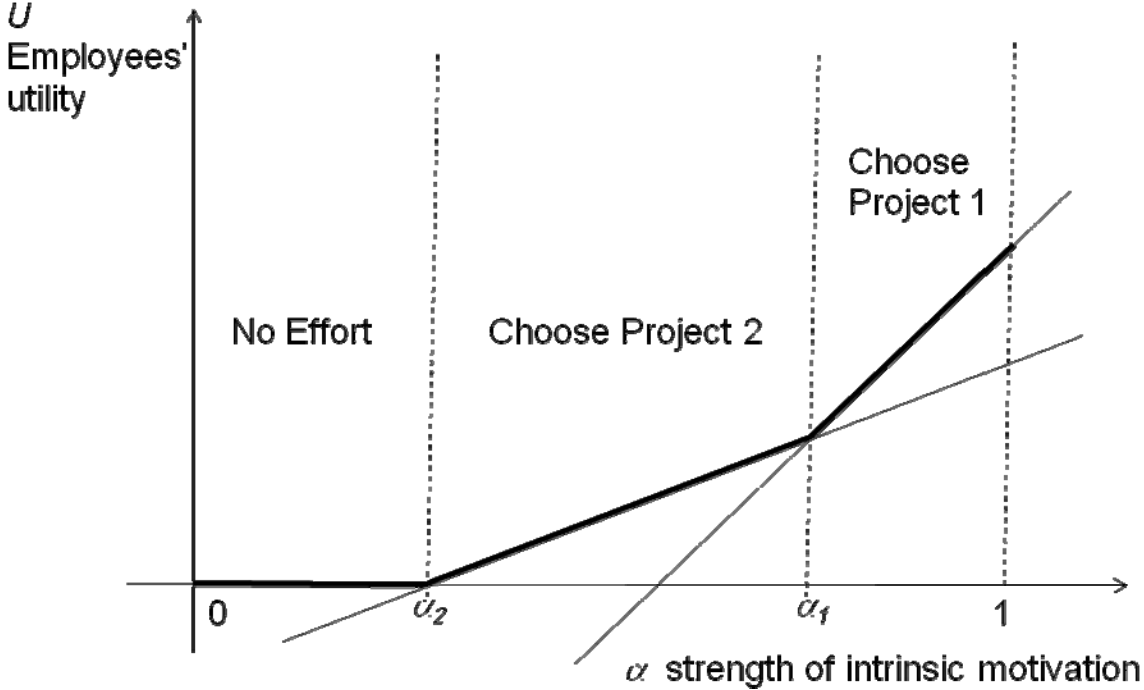 U
Employees'
utility
Choose
Project 1
No Effort
Choose Project 2
0
α2
α1
1
α strength of intrinsic motivation